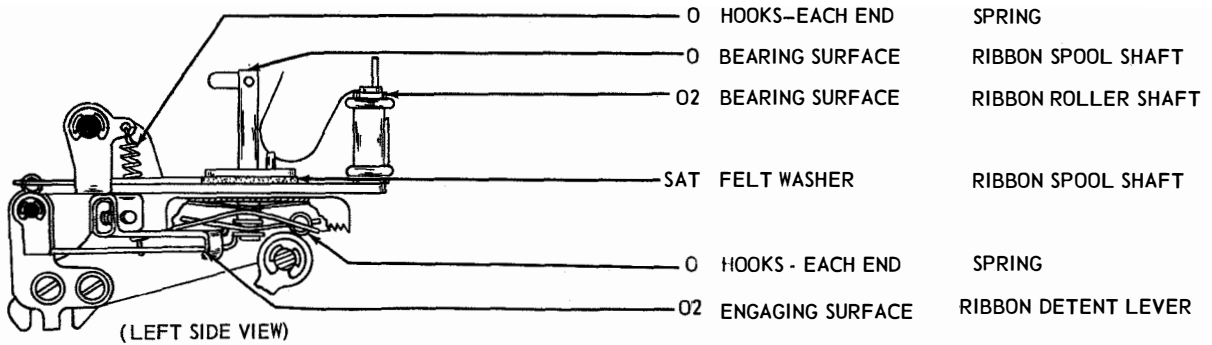 O HOOKS–EACH END SPRING
O BEARING SURFACE RIBBON SPOOL SHAFT
O2 BEARING SURFACE RIBBON ROLLER SHAFT
SAT FELT WASHER RIBBON SPOOL SHAFT
O HOOKS - EACH END SPRING
O2 ENGAGING SURFACE RIBBON DETENT LEVER
(LEFT SIDE VIEW)